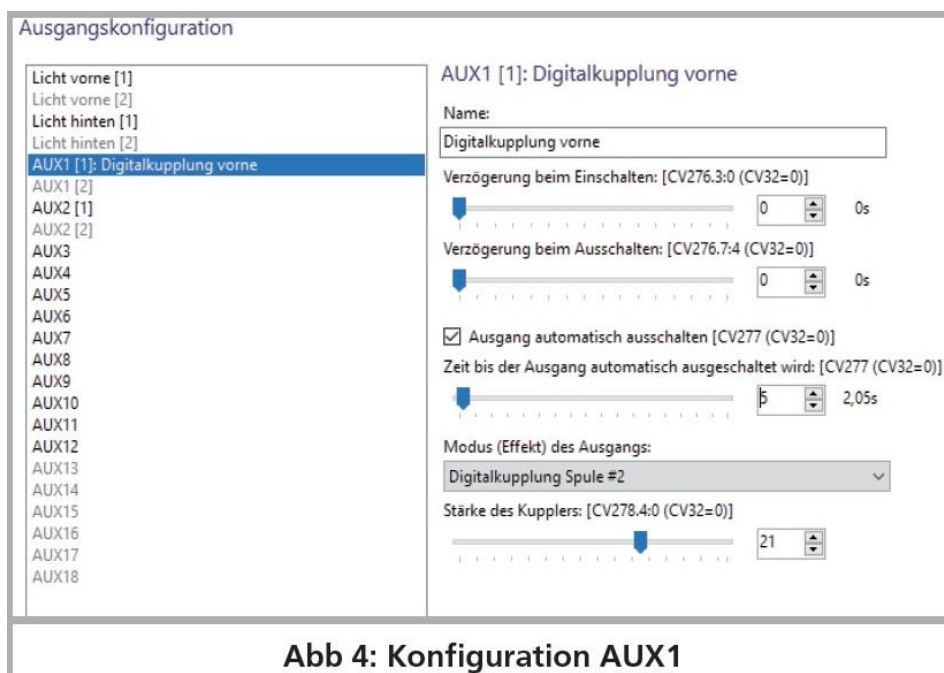 Ausgangskonfiguration
Licht vorne [1]
Licht vorne [2]
Licht hinten [1]
Licht hinten [2]
AUX1 [1]: Digitalkupplung vorne
AUX1 [2]
AUX2 [1]
AUX2 [2]
AUX3
AUX4
AUX5
AUX6
AUX7
AUX8
AUX9
AUX10
AUX11
AUX12
AUX13
AUX14
AUX15
AUX16
AUX17
AUX18
AUX1 [1]: Digitalkupplung vorne
Name:
Digitalkupplung vorne
Verzögerung beim Einschalten: [CV276.3:0 (CV32=0)]
0 0s
Verzögerung beim Ausschalten: [CV276.7:4 (CV32=0)]
0 0s
Ausgang automatisch ausschalten [CV277 (CV32=0)]
Zeit bis der Ausgang automatisch ausgeschaltet wird: [CV277 (CV32=0)]
5 2,05s
Modus (Effekt) des Ausgangs:
Digitalkupplung Spule #2
Stärke des Kupplers: [CV278.4:0 (CV32=0)]
21
Abb 4: Konfiguration AUX1